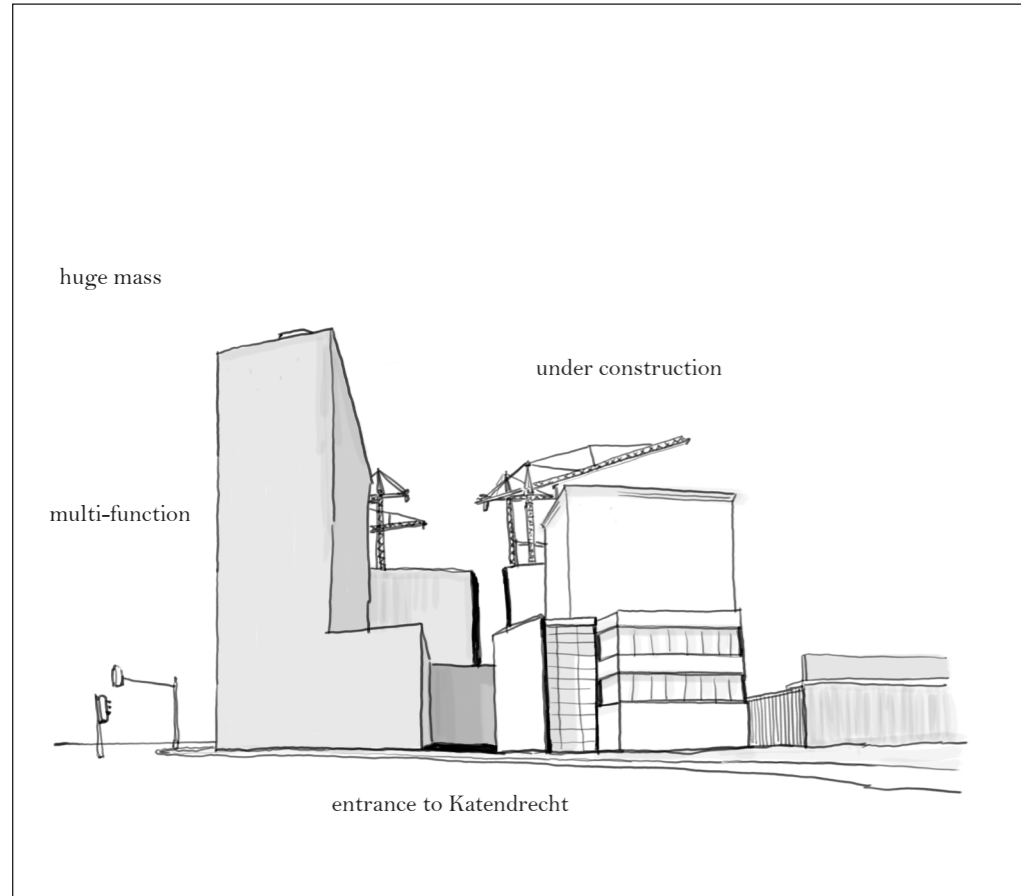 huge mass
under construction
multi-function
entrance to Katendrecht